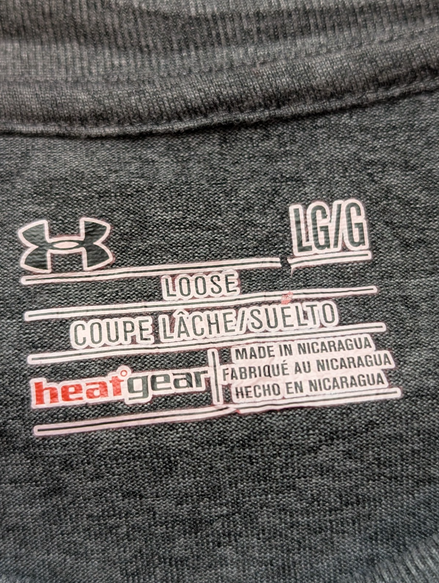 LG/G
LOOSE
COUPE LÂCHE/SUELTO
heatgear
MADE IN NICARAGUA
FABRIQUÉ AU NICARAGUA
HECHO EN NICARAGUA